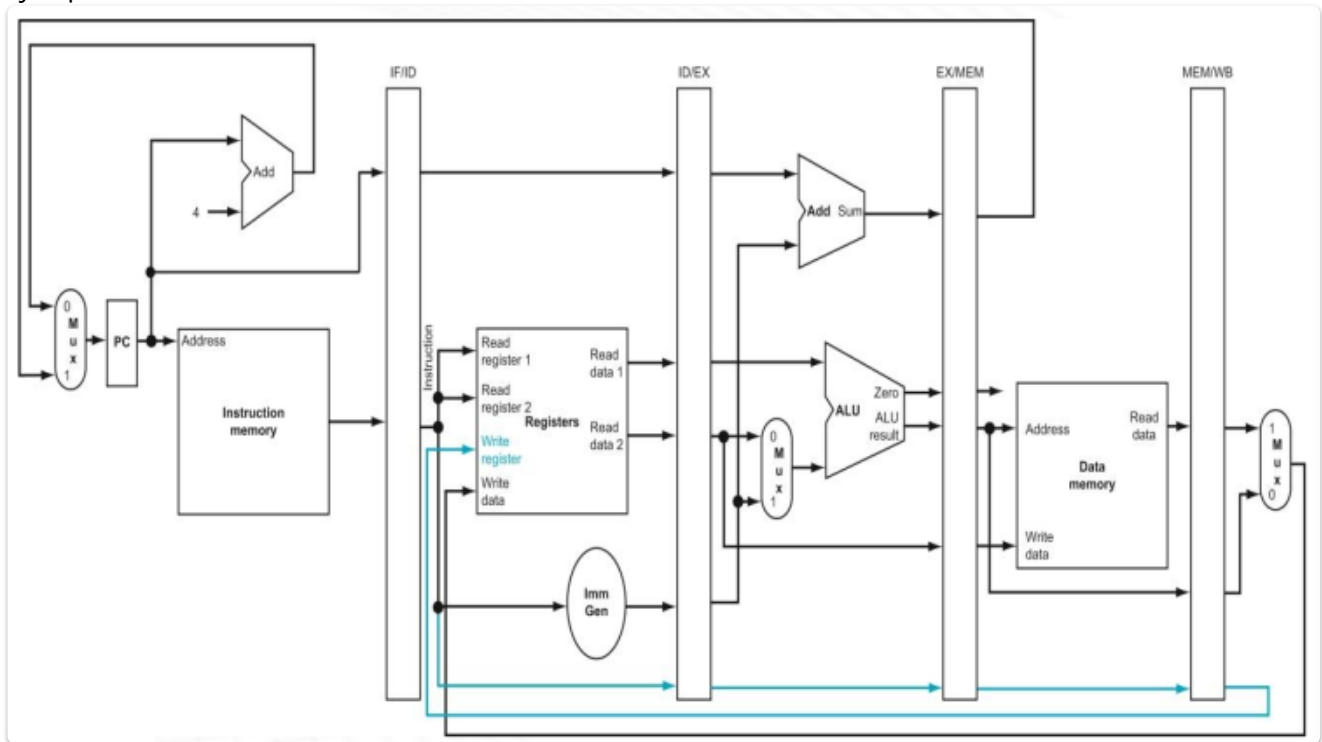 IF/ID
ID/EX
EX/MEM
MEM/WB
Add
4
Add Sum
0
M
u
x
1
PC
Address
Instruction
memory
Instruction
Read
register 1
Read
register 2
Registers
Write
register
Write
data
Read
data 1
Read
data 2
Imm
Gen
0
M
u
x
1
Zero
ALU
ALU
result
Address
Read
data
Data
memory
Write
data
1
M
u
x
0